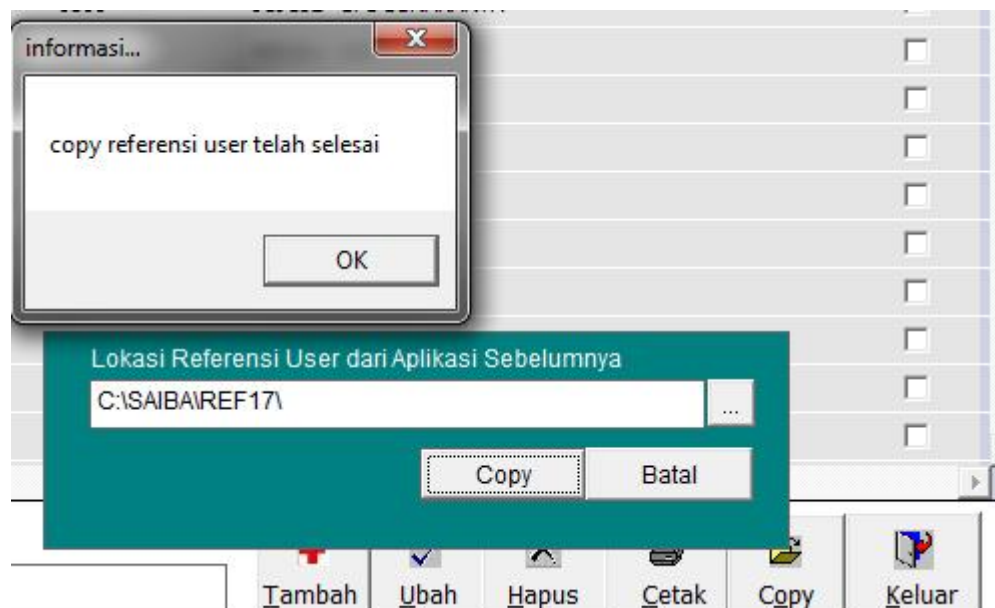 informasi...
copy referensi user telah selesai
OK
Lokasi Referensi User dari Aplikasi Sebelumnya
C:\SAIBA\REF17\
...
Copy Batal
Tambah Ubah Hapus Cetak Copy Keluar